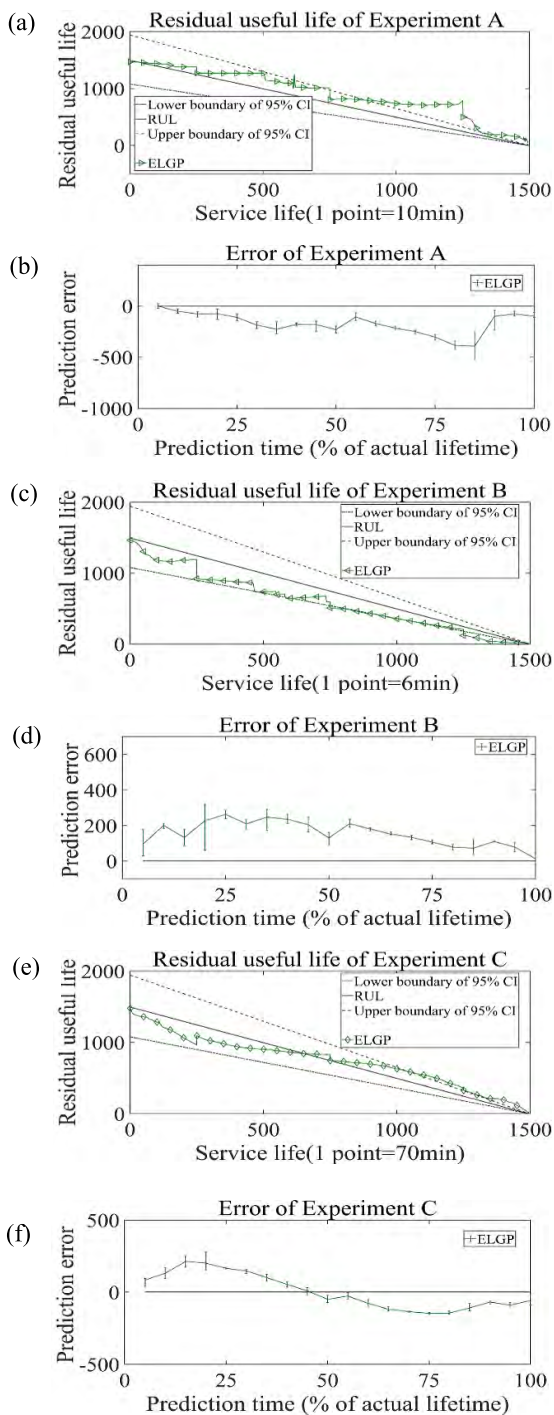 (a)
Residual useful life of Experiment A
Residual useful life
2000
1000
0
Lower boundary of 95% CI
RUL
Upper boundary of 95% CI
ELGP
0 500 1000 1500
Service life(1 point=10min)
(b)
Error of Experiment A
Prediction error
0
-500
-1000
ELGP
0 25 50 75 100
Prediction time (% of actual lifetime)
(c)
Residual useful life of Experiment B
Residual useful life
2000
1000
0
Lower boundary of 95% CI
RUL
Upper boundary of 95% CI
ELGP
0 500 1000 1500
Service life(1 point=6min)
(d)
Error of Experiment B
Prediction error
600
400
200
0
ELGP
0 25 50 75 100
Prediction time (% of actual lifetime)
(e)
Residual useful life of Experiment C
Residual useful life
2000
1000
0
Lower boundary of 95% CI
RUL
Upper boundary of 95% CI
ELGP
0 500 1000 1500
Service life(1 point=70min)
(f)
Error of Experiment C
Prediction error
500
0
-500
ELGP
0 25 50 75 100
Prediction time (% of actual lifetime)